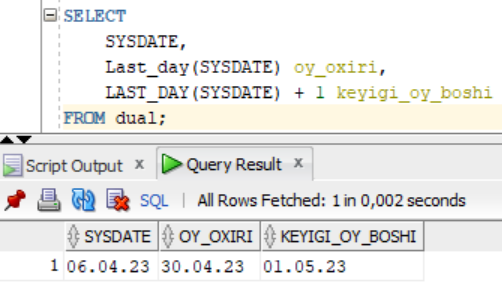 SELECT
SYSDATE,
Last_day(SYSDATE) oy_oxiri,
LAST_DAY(SYSDATE) + 1 keyigi_oy_boshi
FROM dual;
Script Output x Query Result x
SQL | All Rows Fetched: 1 in 0,002 seconds
SYSDATE OY_OXIRI KEYIGI_OY_BOSHI
1 06.04.23 30.04.23 01.05.23